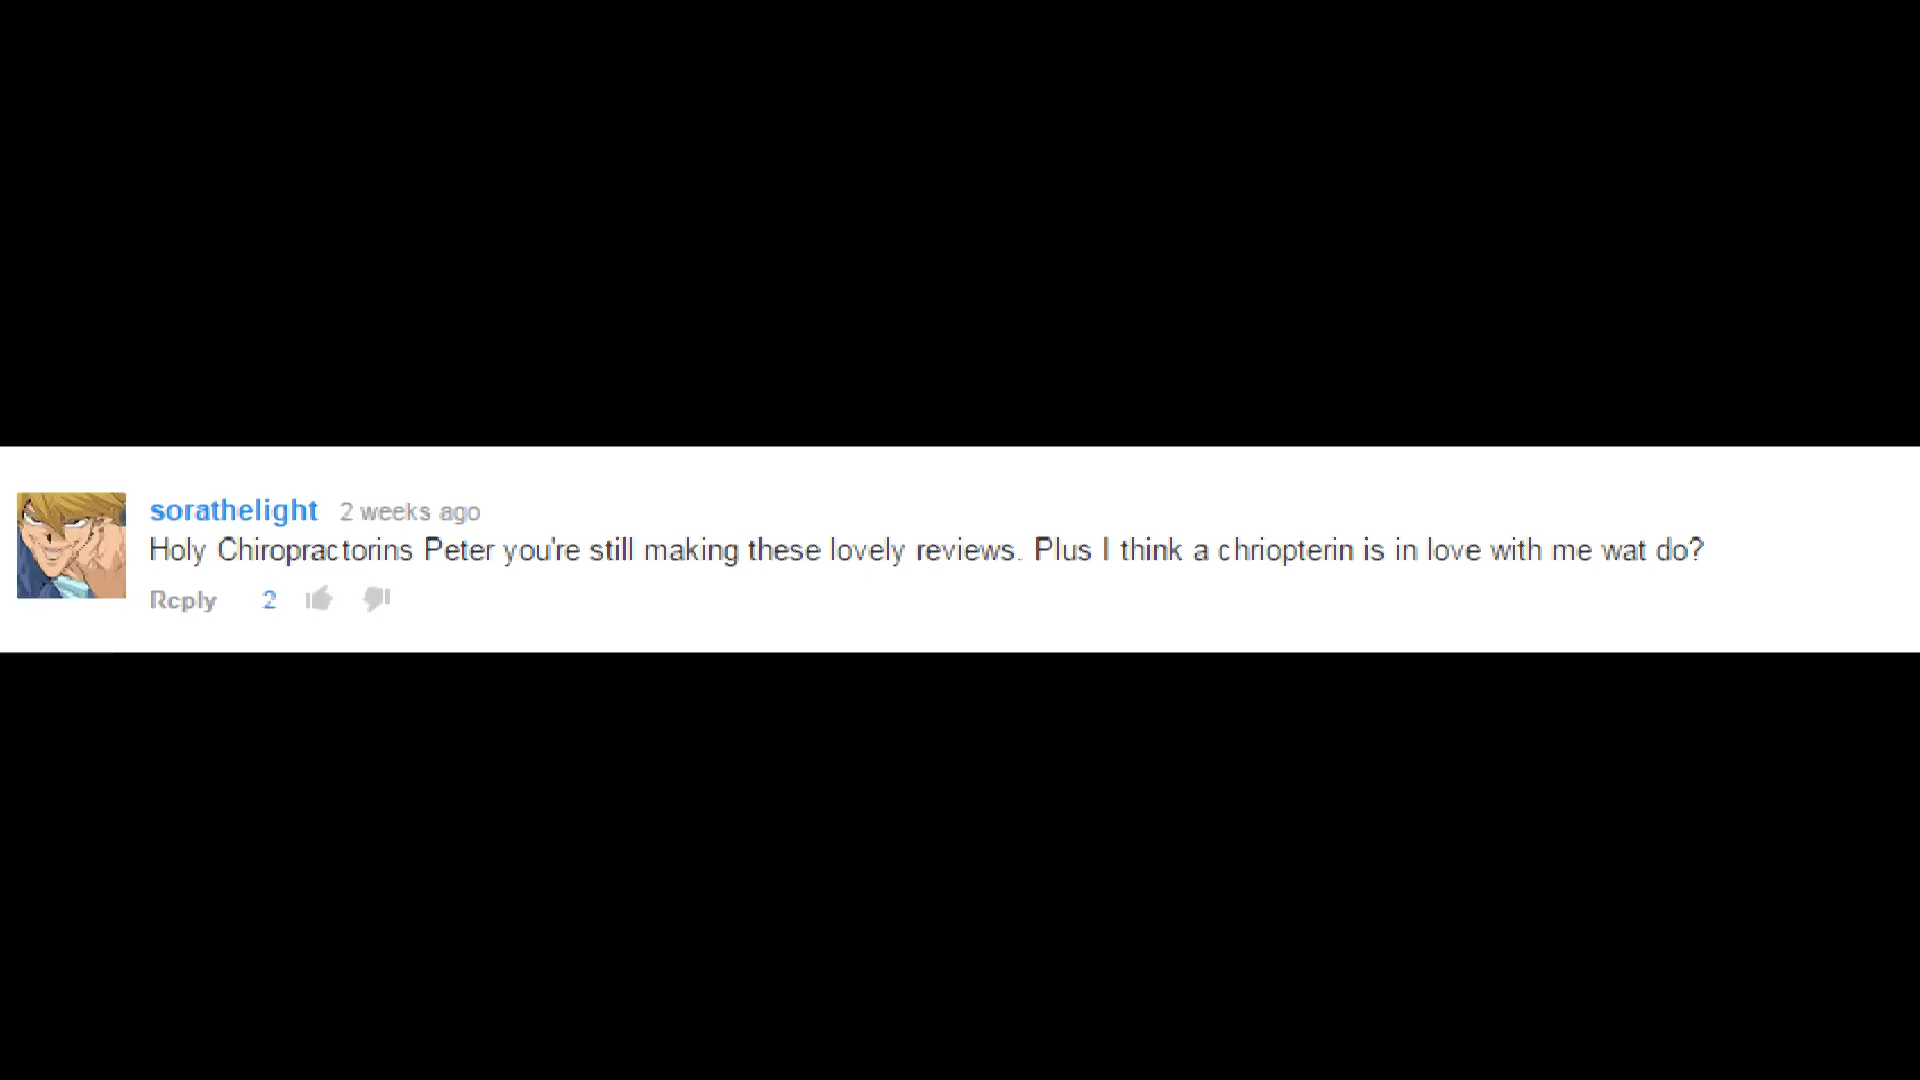 sorathelight 2 weeks ago
Holy Chiropractorins Peter you're still making these lovely reviews. Plus I think a chriopterin is in love with me wat do?
Reply 2